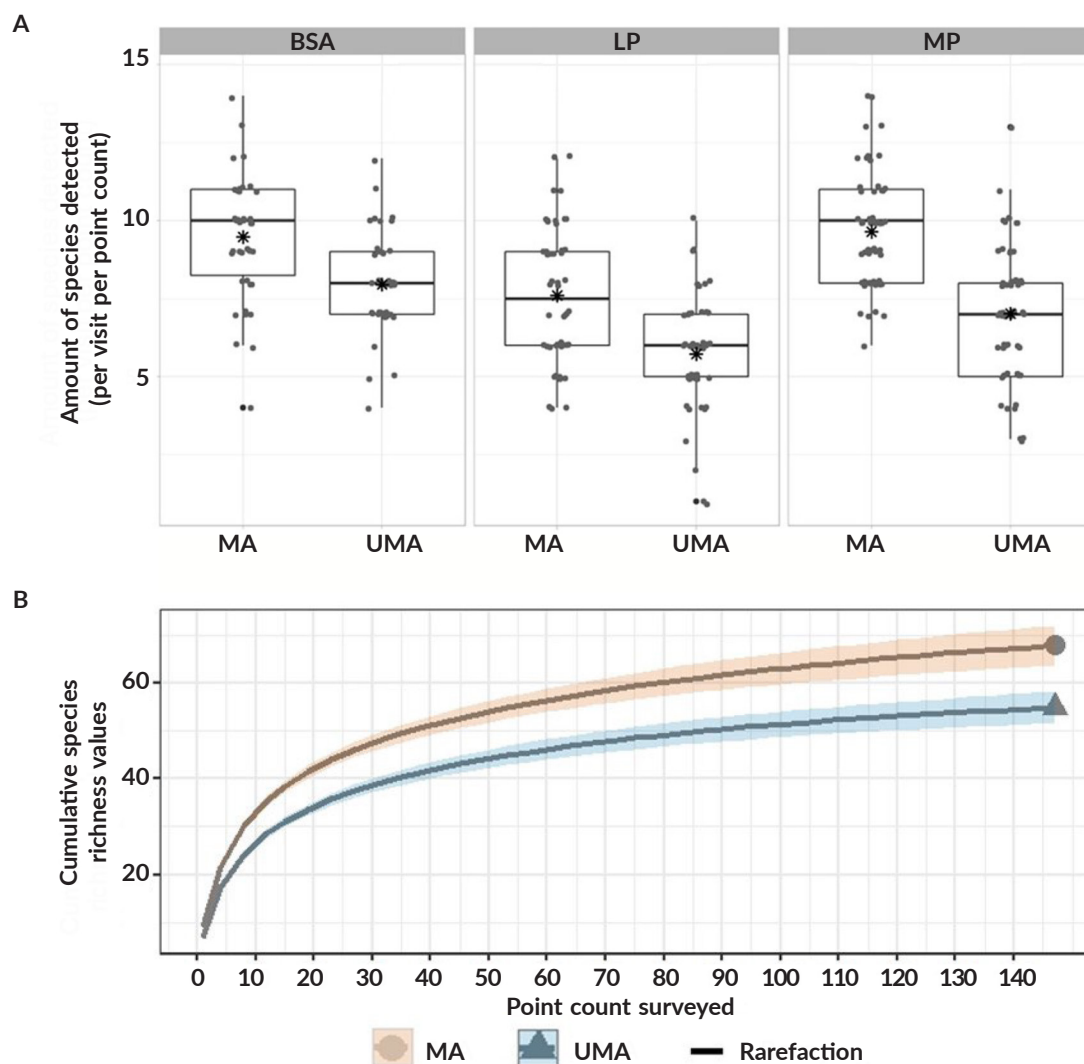 A
BSA LP MP
Amount of species detected
(per visit per point count)
15
10
5
MA UMA MA UMA MA UMA
B
Cumulative species
richness values
60
40
20
0 10 20 30 40 50 60 70 80 90 100 110 120 130 140
Point count surveyed
MA UMA Rarefaction